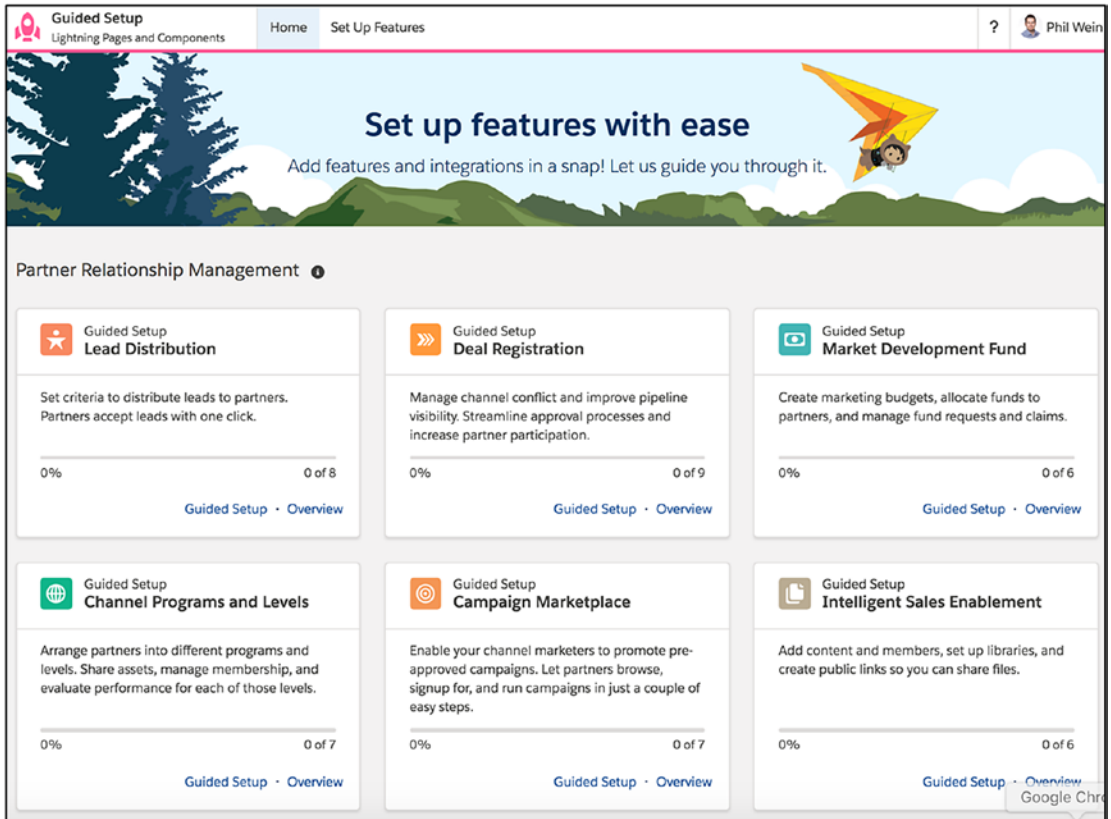 Guided Setup
Lightning Pages and Components
Home
Set Up Features
?
Phil Wein
Set up features with ease
Add features and integrations in a snap! Let us guide you through it.
Partner Relationship Management
Guided Setup
Lead Distribution
Set criteria to distribute leads to partners.
Partners accept leads with one click.
0% 0 of 8
Guided Setup · Overview
Guided Setup
Deal Registration
Manage channel conflict and improve pipeline
visibility. Streamline approval processes and
increase partner participation.
0% 0 of 9
Guided Setup · Overview
Guided Setup
Market Development Fund
Create marketing budgets, allocate funds to
partners, and manage fund requests and claims.
0% 0 of 6
Guided Setup · Overview
Guided Setup
Channel Programs and Levels
Arrange partners into different programs and
levels. Share assets, manage membership, and
evaluate performance for each of those levels.
0% 0 of 7
Guided Setup · Overview
Guided Setup
Campaign Marketplace
Enable your channel marketers to promote pre-
approved campaigns. Let partners browse,
signup for, and run campaigns in just a couple of
easy steps.
0% 0 of 7
Guided Setup · Overview
Guided Setup
Intelligent Sales Enablement
Add content and members, set up libraries, and
create public links so you can share files.
0% 0 of 6
Guided Setup · Overview
Google Chr